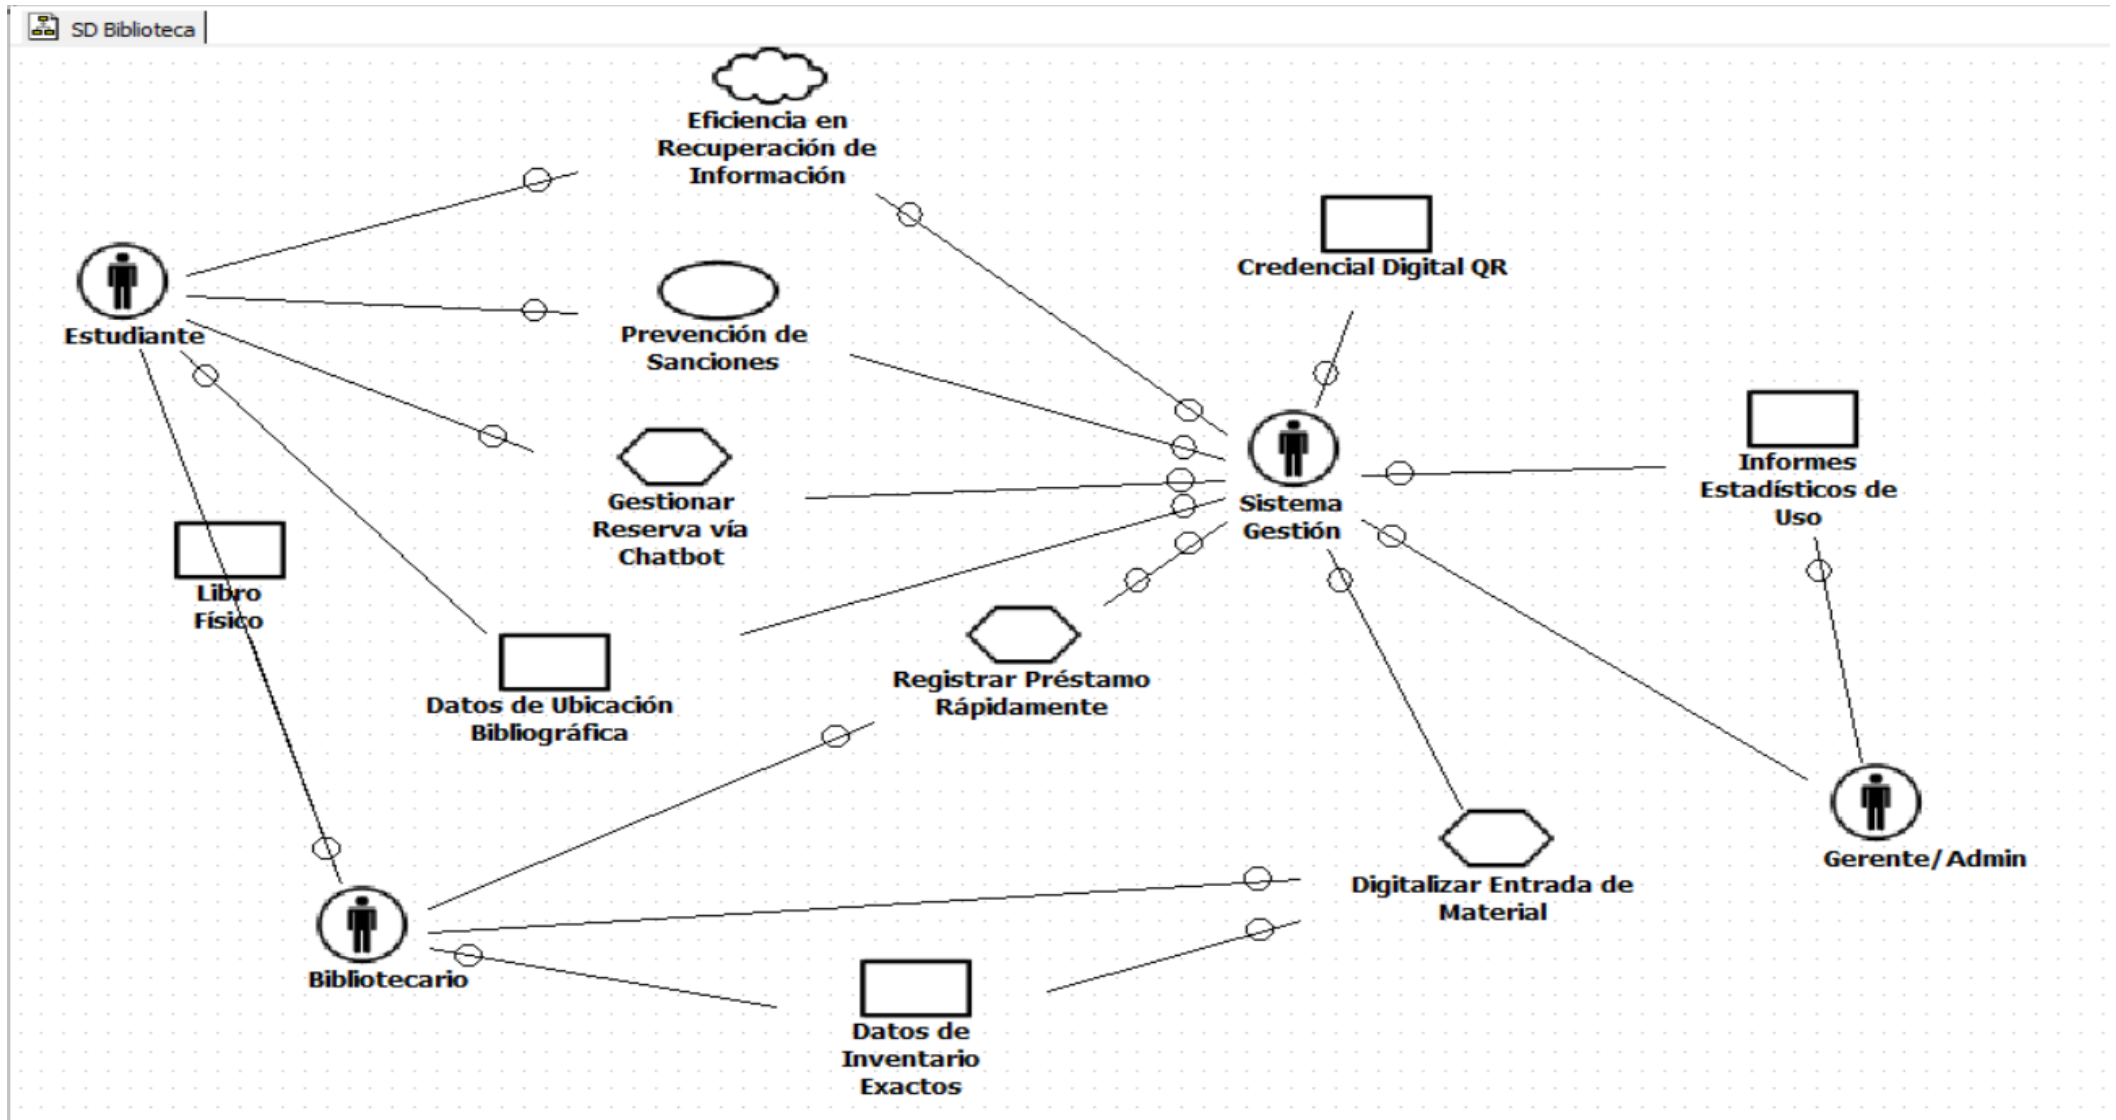 SD Biblioteca
Eficiencia en
Recuperación de
Información
Credencial Digital QR
Estudiante
Prevención de
Sanciones
Informes
Estadísticos de
Uso
Gestionar
Reserva vía
Chatbot
Sistema
Gestión
Libro
Físico
Datos de Ubicación
Bibliográfica
Registrar Préstamo
Rápidamente
Gerente/Admin
Digitalizar Entrada de
Material
Bibliotecario
Datos de
Inventario
Exactos